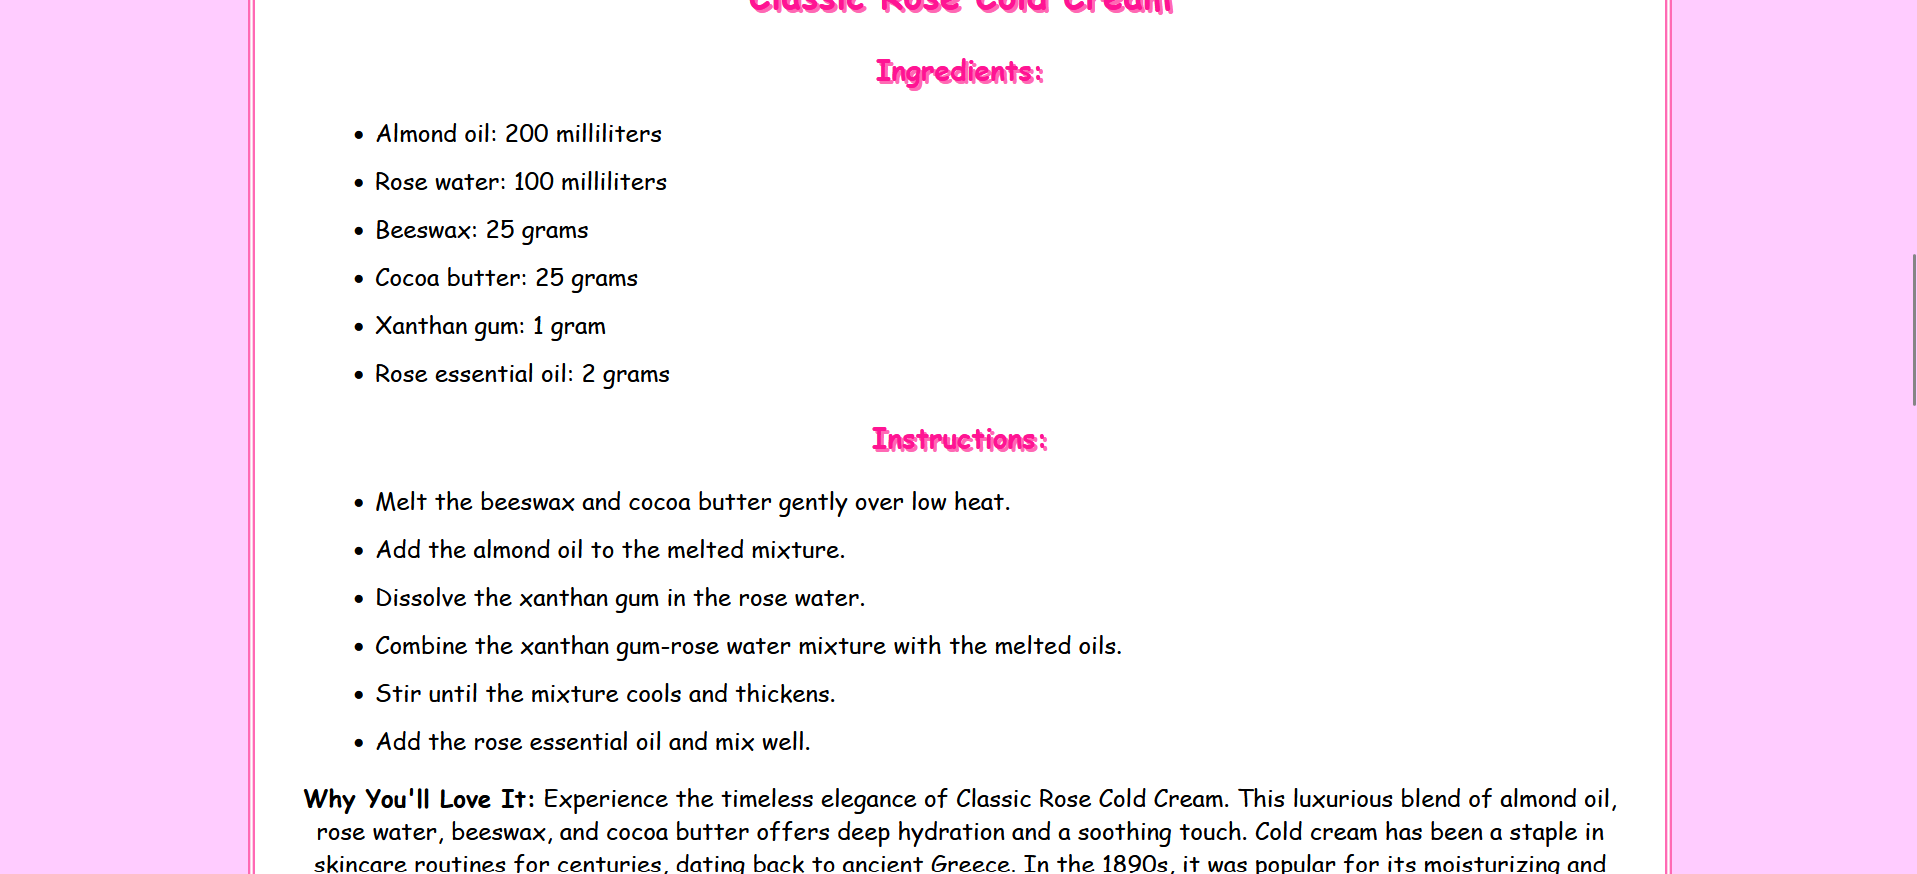 Classic Rose Cold Cream
Ingredients:
• Almond oil: 200 milliliters
• Rose water: 100 milliliters
• Beeswax: 25 grams
• Cocoa butter: 25 grams
• Xanthan gum: 1 gram
• Rose essential oil: 2 grams
Instructions:
• Melt the beeswax and cocoa butter gently over low heat.
• Add the almond oil to the melted mixture.
• Dissolve the xanthan gum in the rose water.
• Combine the xanthan gum-rose water mixture with the melted oils.
• Stir until the mixture cools and thickens.
• Add the rose essential oil and mix well.
Why You'll Love It: Experience the timeless elegance of Classic Rose Cold Cream. This luxurious blend of almond oil,
rose water, beeswax, and cocoa butter offers deep hydration and a soothing touch. Cold cream has been a staple in
skincare routines for centuries, dating back to ancient Greece. In the 1890s, it was popular for its moisturizing and